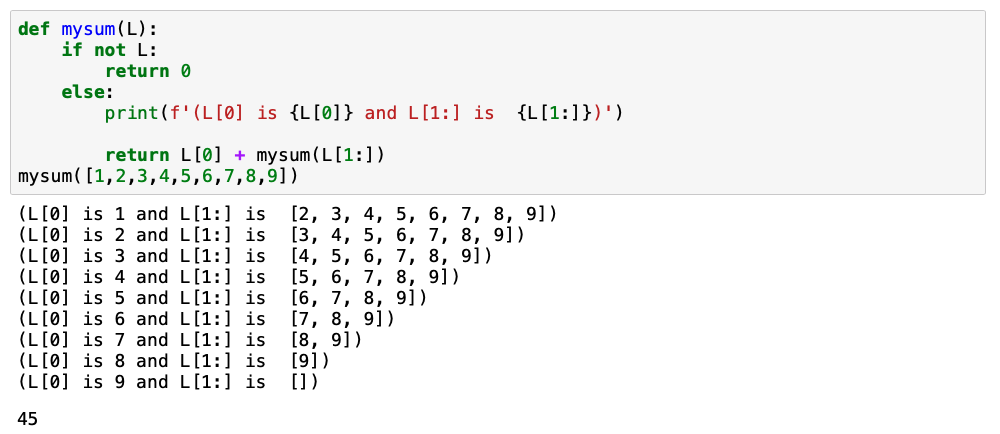 def mysum(L):
    if not L:
        return 0
    else:
        print(f'(L[0] is {L[0]} and L[1:] is  {L[1:]})')

        return L[0] + mysum(L[1:])
mysum([1,2,3,4,5,6,7,8,9])
(L[0] is 1 and L[1:] is  [2, 3, 4, 5, 6, 7, 8, 9])
(L[0] is 2 and L[1:] is  [3, 4, 5, 6, 7, 8, 9])
(L[0] is 3 and L[1:] is  [4, 5, 6, 7, 8, 9])
(L[0] is 4 and L[1:] is  [5, 6, 7, 8, 9])
(L[0] is 5 and L[1:] is  [6, 7, 8, 9])
(L[0] is 6 and L[1:] is  [7, 8, 9])
(L[0] is 7 and L[1:] is  [8, 9])
(L[0] is 8 and L[1:] is  [9])
(L[0] is 9 and L[1:] is  [])
45